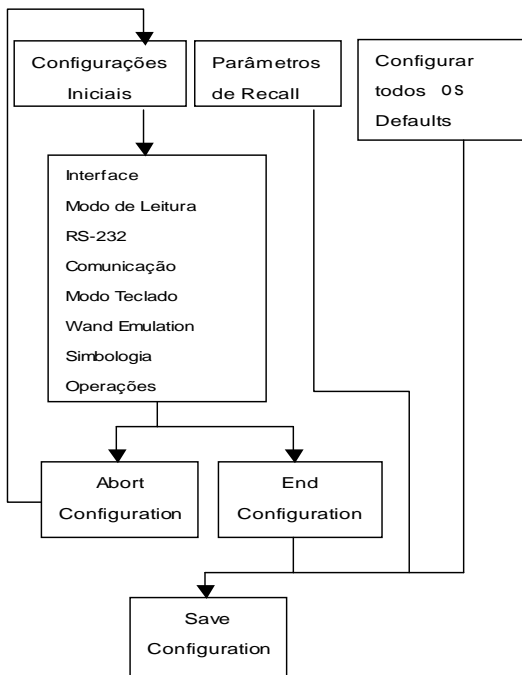 Configurações
Iniciais
Parâmetros
de Recall
Configurar
todos os
Defaults
Interface
Modo de Leitura
RS-232
Comunicação
Modo Teclado
Wand Emulation
Simbologia
Operações
Abort
Configuration
End
Configuration
Save
Configuration